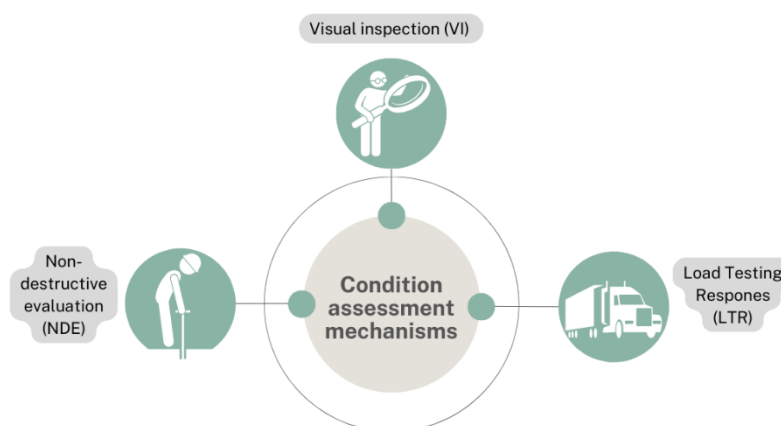 Visual inspection (VI)
Non-
destructive
evaluation
(NDE)
Condition
assessment
mechanisms
Load Testing
Respones
(LTR)